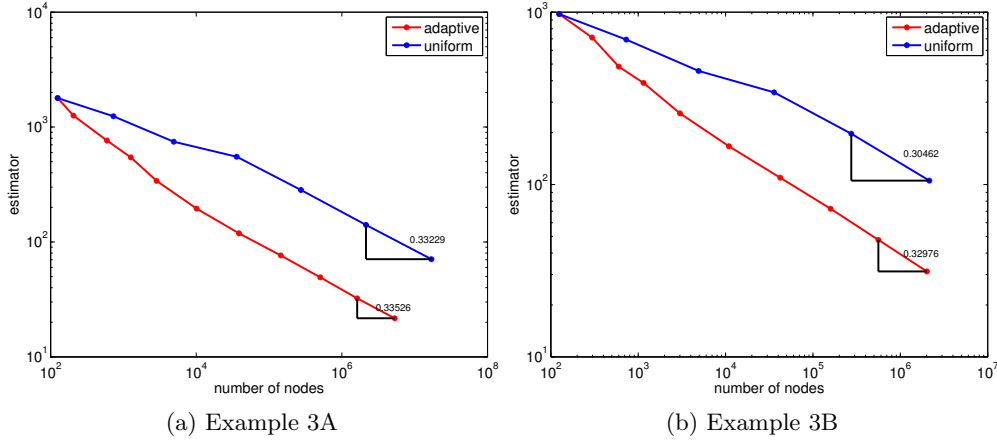 10^4
10^3
10^2
10^1
estimator
10^2
10^4
10^6
10^8
number of nodes
adaptive
uniform
0.33229
0.33526
(a) Example 3A
10^3
10^2
10^1
estimator
10^2
10^3
10^4
10^5
10^6
10^7
number of nodes
adaptive
uniform
0.30462
0.32976
(b) Example 3B